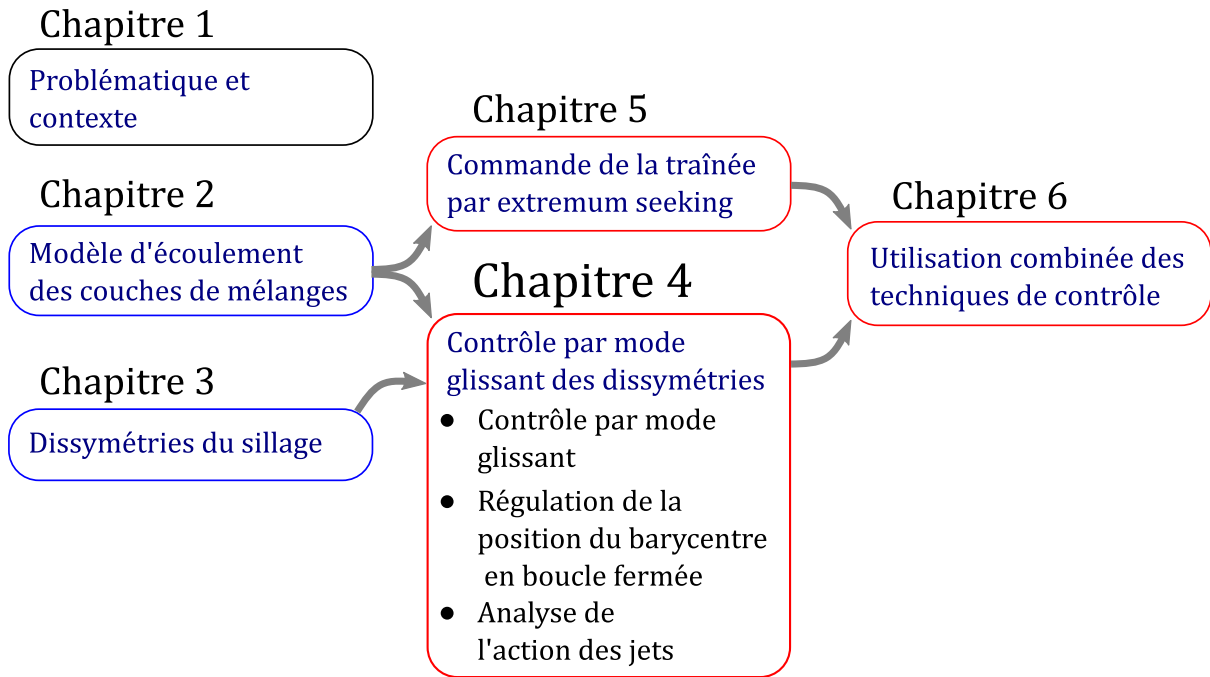 Chapitre 1
Problématique et
contexte
Chapitre 2
Modèle d'écoulement
des couches de mélanges
Chapitre 3
Dissymétries du sillage
Chapitre 5
Commande de la traînée
par extremum seeking
Chapitre 4
Contrôle par mode
glissant des dissymétries
● Contrôle par mode
glissant
● Régulation de la
position du barycentre
en boucle fermée
● Analyse de
l'action des jets
Chapitre 6
Utilisation combinée des
techniques de contrôle